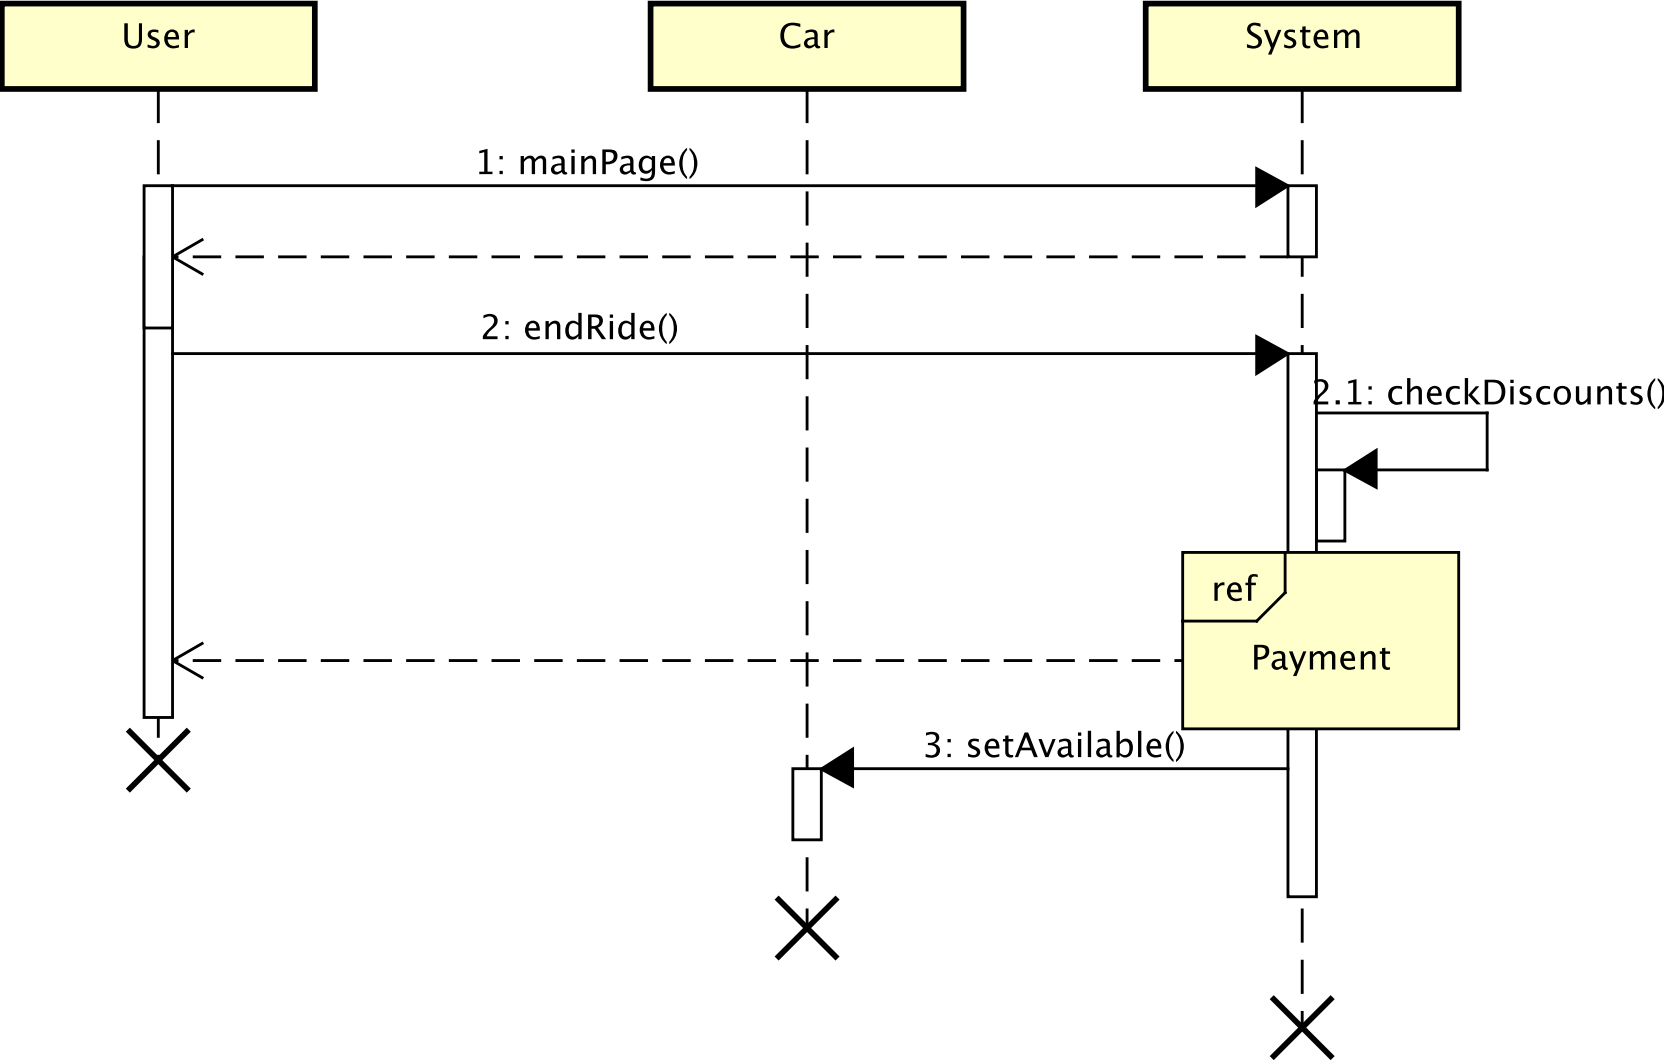 User
Car
System
1: mainPage()
2: endRide()
2.1: checkDiscounts()
ref
Payment
3: setAvailable()